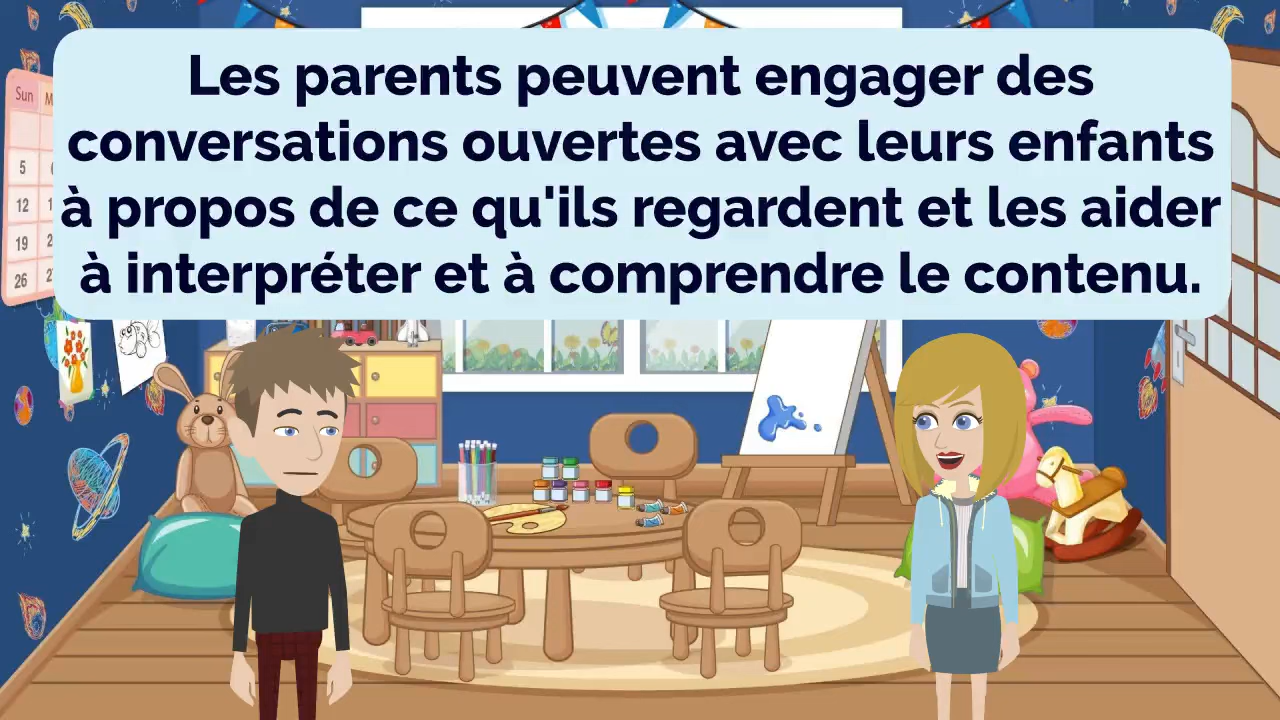 Les parents peuvent engager des
conversations ouvertes avec leurs enfants
à propos de ce qu'ils regardent et les aider
à interpréter et à comprendre le contenu.
Sun
5
12
19
26